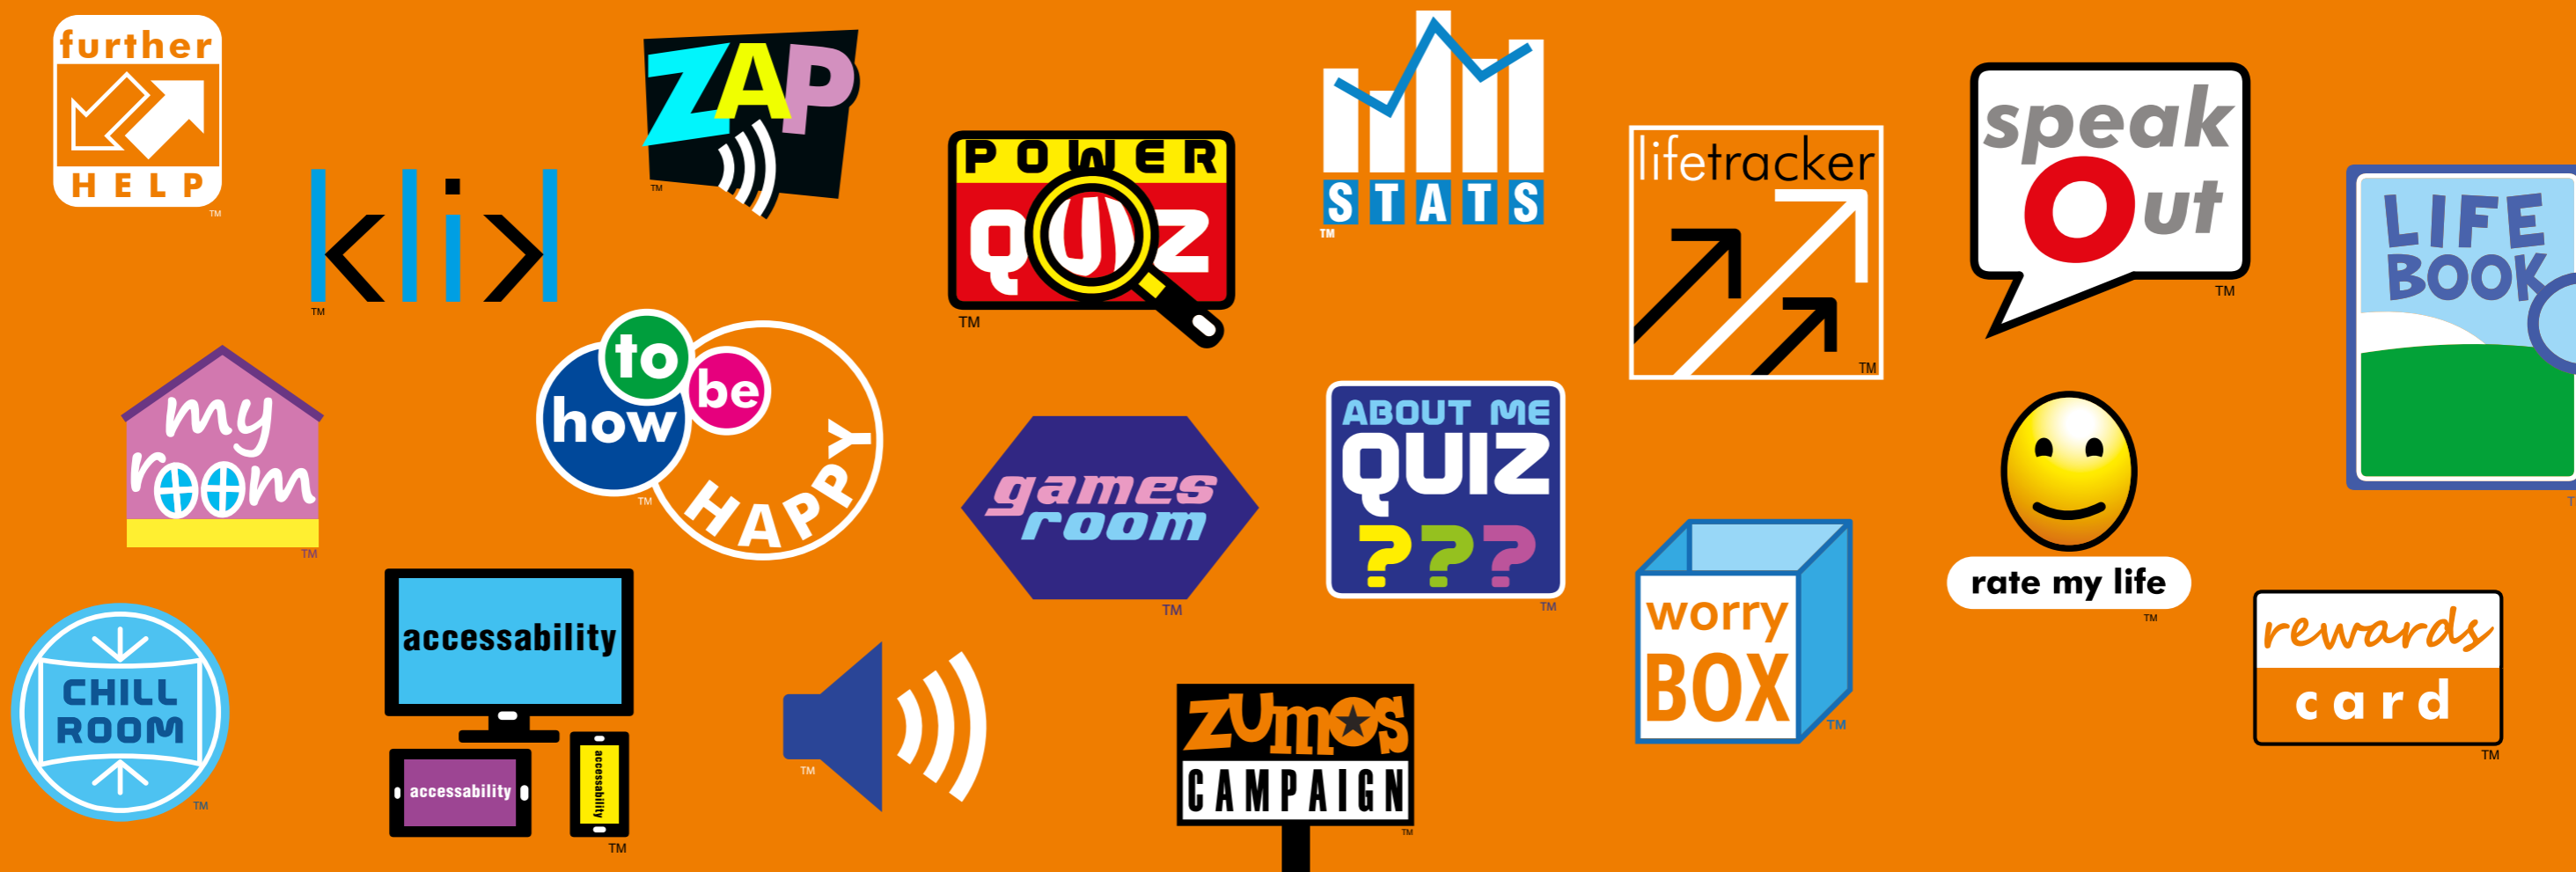 further
HELP
TM
klik
TM
ZAP
TM
POWER
QUIZ
TM
STATS
TM
lifetracker
TM
speak
Out
TM
LIFE
BOOK
my
room
TM
how
to
be
HAPPY
TM
games
room
TM
ABOUT ME
QUIZ
???
TM
rate my life
TM
CHILL
ROOM
TM
accessability
accessability
accessability
TM
TM
ZUMOS
CAMPAIGN
TM
worry
BOX
TM
rewards
card
TM